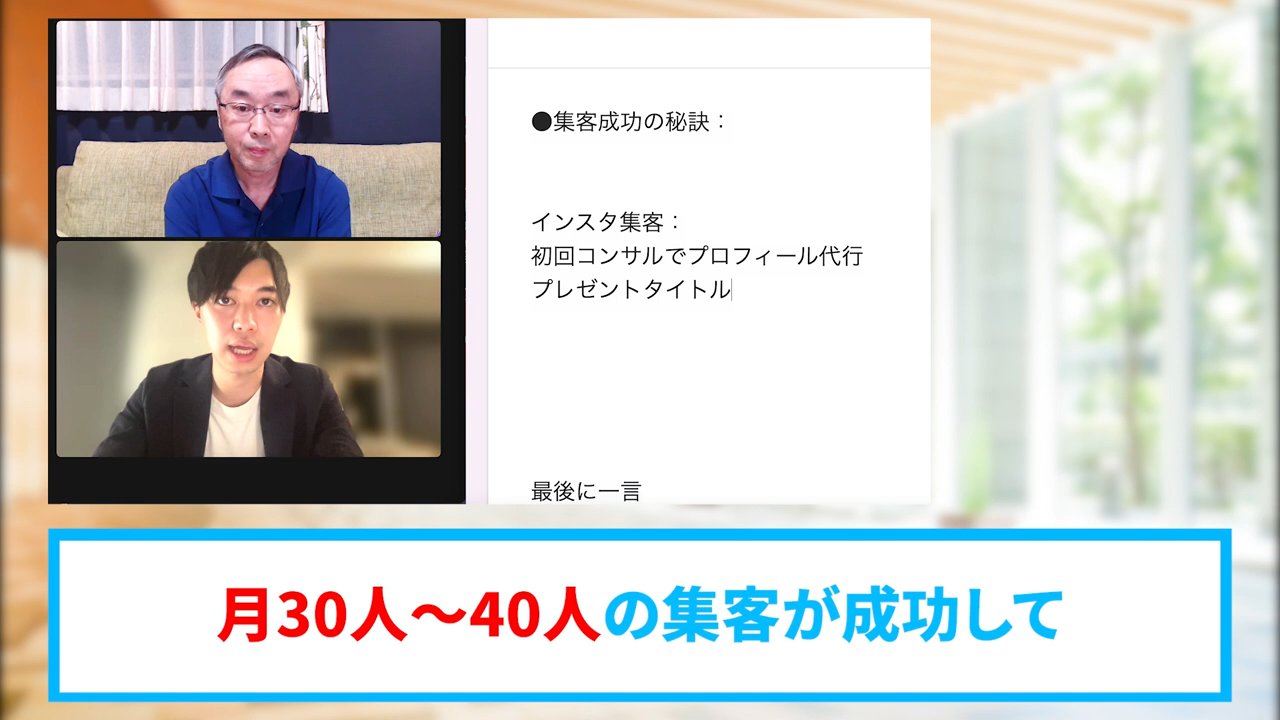 ●集客成功の秘訣：
インスタ集客：
初回コンサルでプロフィール代行
プレゼントタイトル
最後に一言
月30人〜40人の集客が成功して